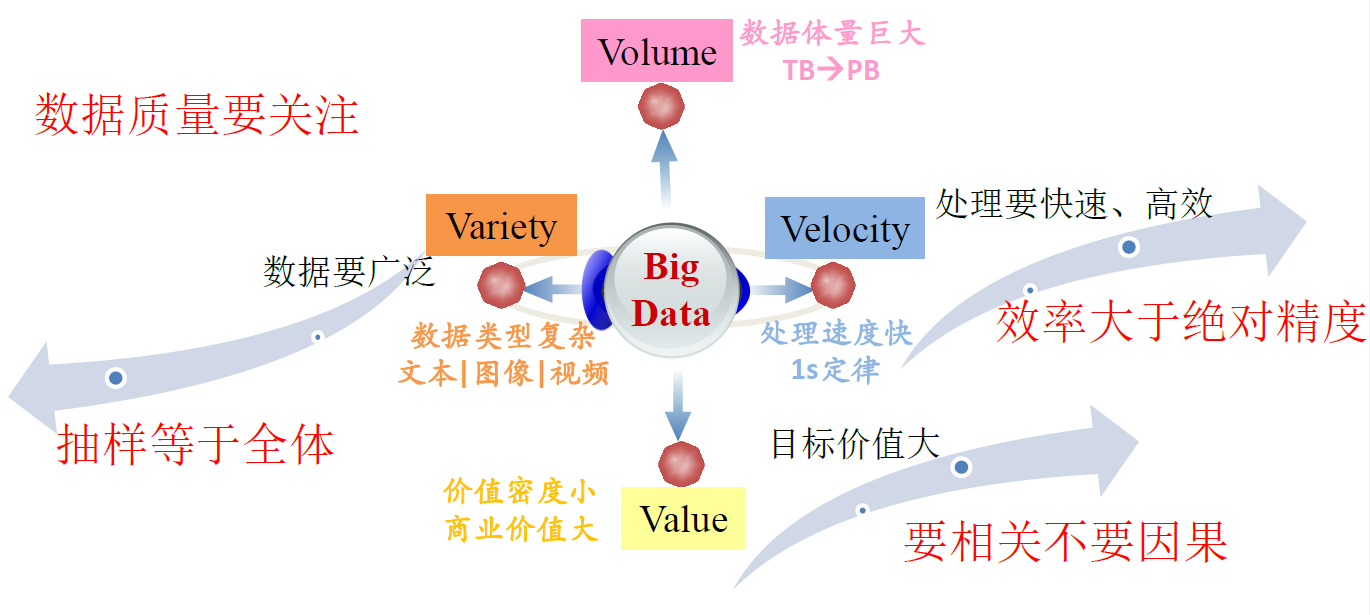 Volume
数据体量巨大
TB→PB
数据质量要关注
Variety
数据要广泛
数据类型复杂
文本|图像|视频
抽样等于全体
Big
Data
Velocity
处理要快速、高效
处理速度快
1s定律
效率大于绝对精度
价值密度小
商业价值大
Value
目标价值大
要相关不要因果